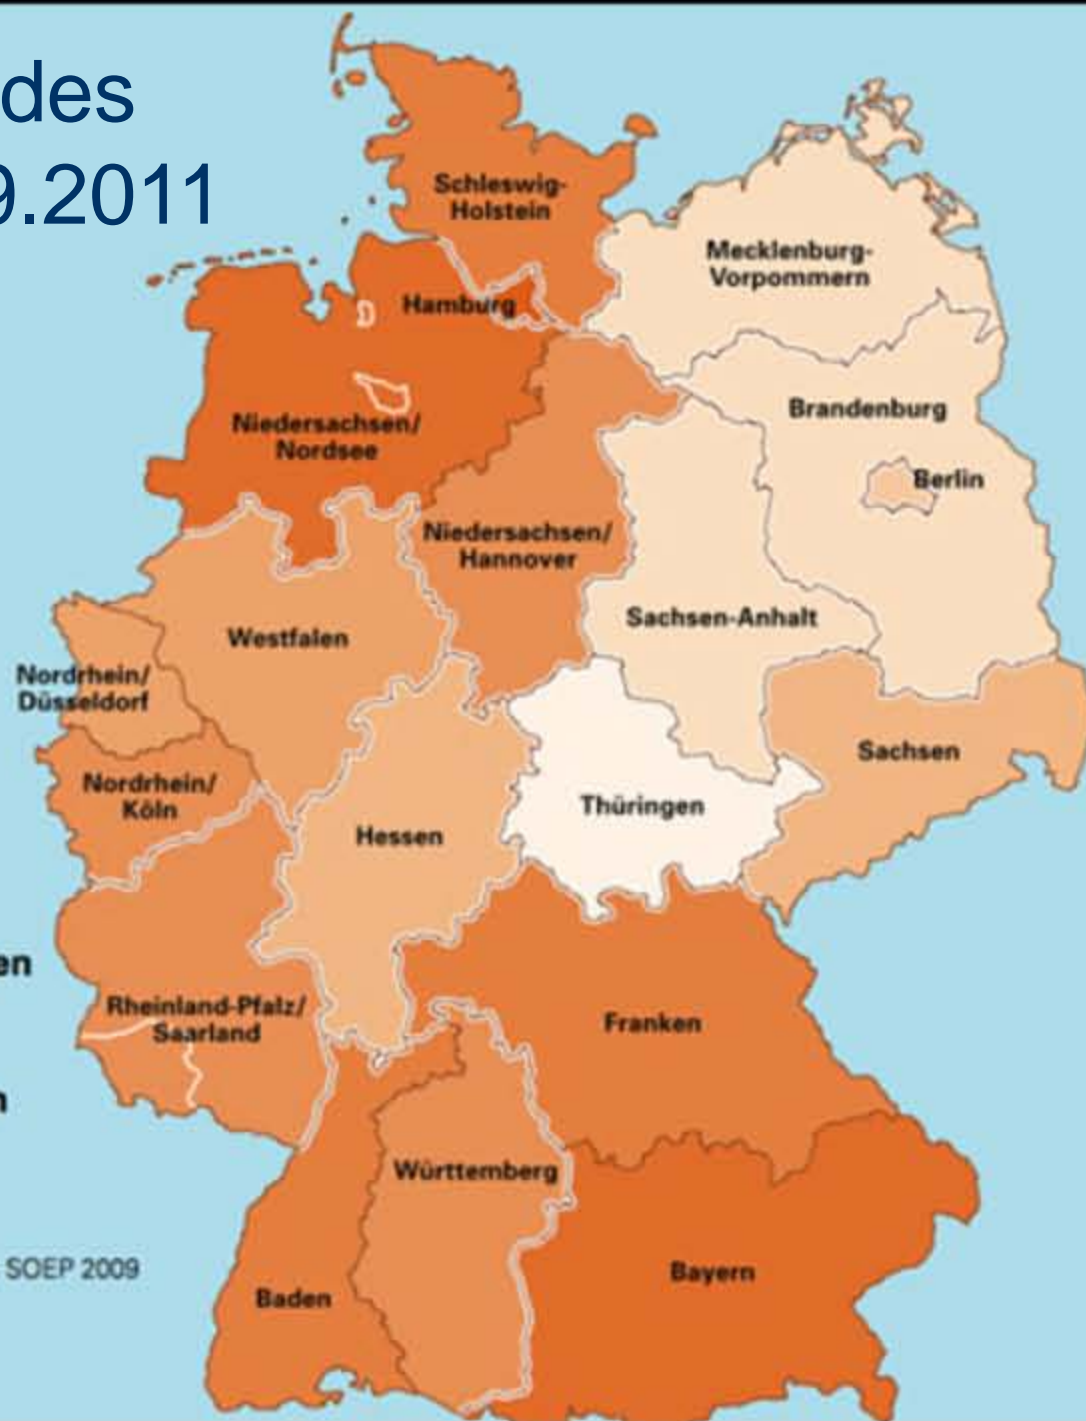 des
9.2011
Schleswig-
Holstein
Mecklenburg-
Vorpommern
Hamburg
Niedersachsen/
Nordsee
Brandenburg
Berlin
Niedersachsen/
Hannover
Sachsen-Anhalt
Westfalen
Nordrhein/
Düsseldorf
Sachsen
Nordrhein/
Köln
Thüringen
Hessen
en
Rheinland-Pfalz/
Saarland
Franken
n
Württemberg
SOEP 2009
Bayern
Baden